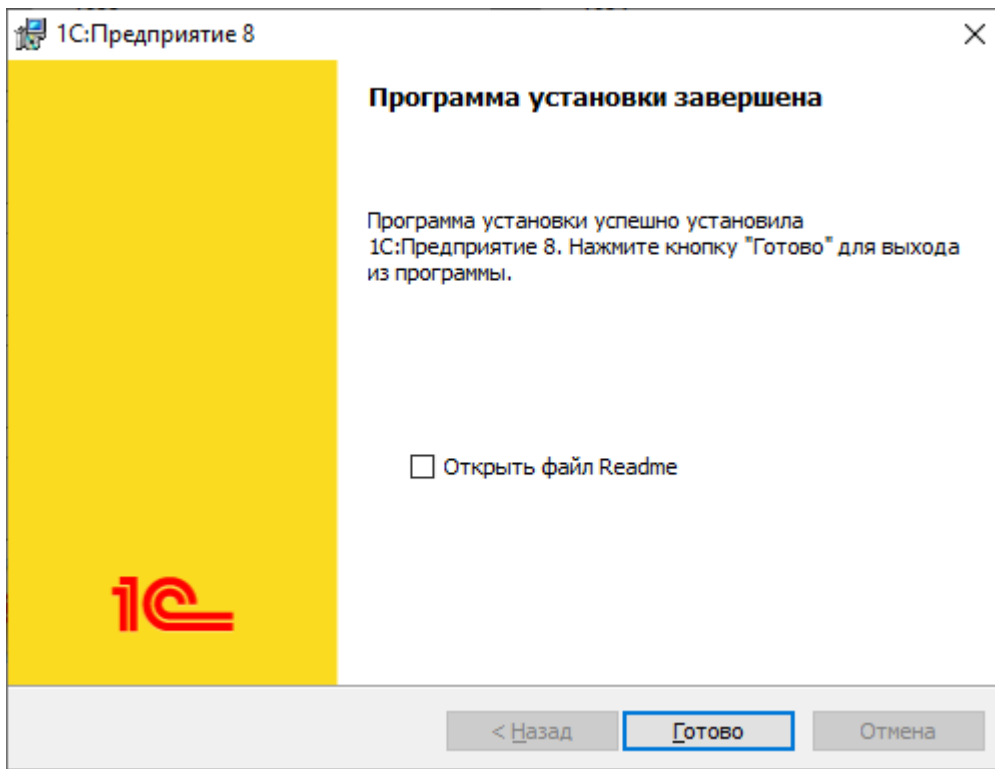 1С:Предприятие 8
Программа установки завершена
Программа установки успешно установила
1С:Предприятие 8. Нажмите кнопку "Готово" для выхода
из программы.
Открыть файл Readme
1С
< Назад
Готово
Отмена